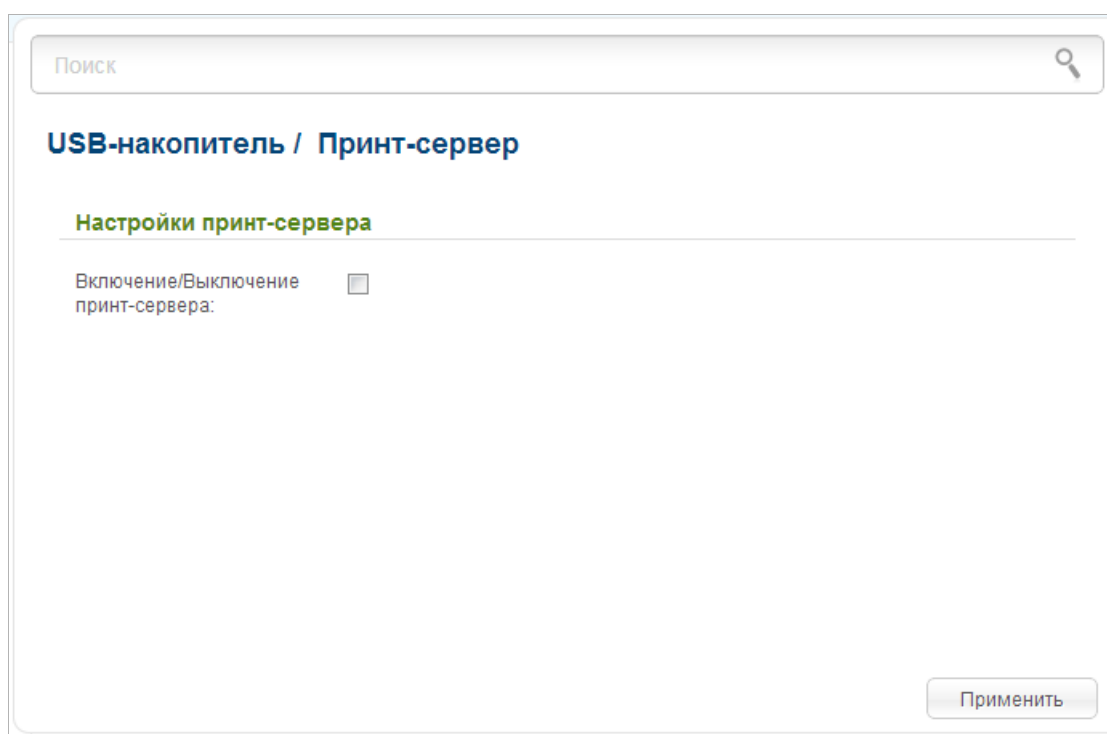 Поиск
USB-накопитель / Принт-сервер
Настройки принт-сервера
Включение/Выключение
принт-сервера:
Применить